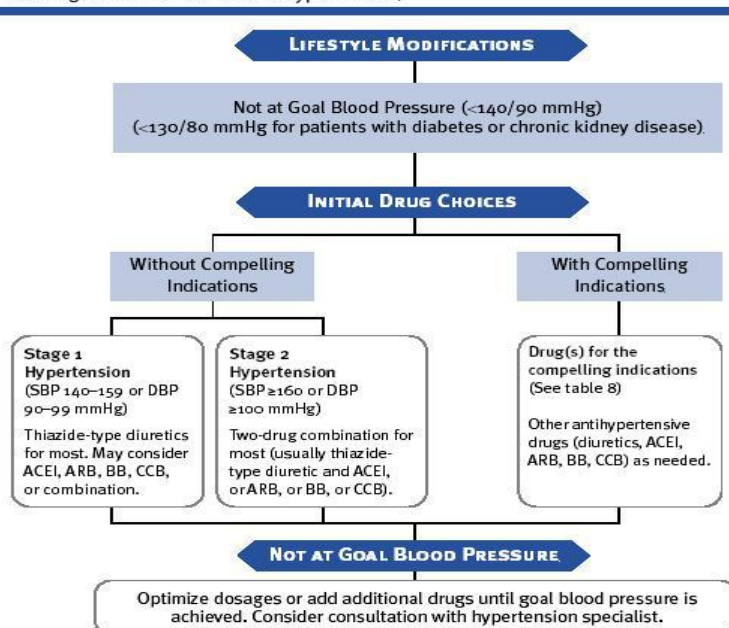 LIFESTYLE MODIFICATIONS
Not at Goal Blood Pressure (<140/90 mmHg)
(<130/80 mmHg for patients with diabetes or chronic kidney disease)
INITIAL DRUG CHOICES
Without Compelling
Indications
With Compelling
Indications
Stage 1
Hypertension
(SBP 140–159 or DBP
90–99 mmHg)
Thiazide-type diuretics
for most. May consider
ACEI, ARB, BB, CCB,
or combination.
Stage 2
Hypertension
(SBP ≥160 or DBP
≥100 mmHg)
Two-drug combination for
most (usually thiazide-
type diuretic and ACEI,
or ARB, or BB, or CCB).
Drug(s) for the
compelling indications
(See table 8)
Other antihypertensive
drugs (diuretics, ACEI,
ARB, BB, CCB) as needed.
NOT AT GOAL BLOOD PRESSURE
Optimize dosages or add additional drugs until goal blood pressure is
achieved. Consider consultation with hypertension specialist.